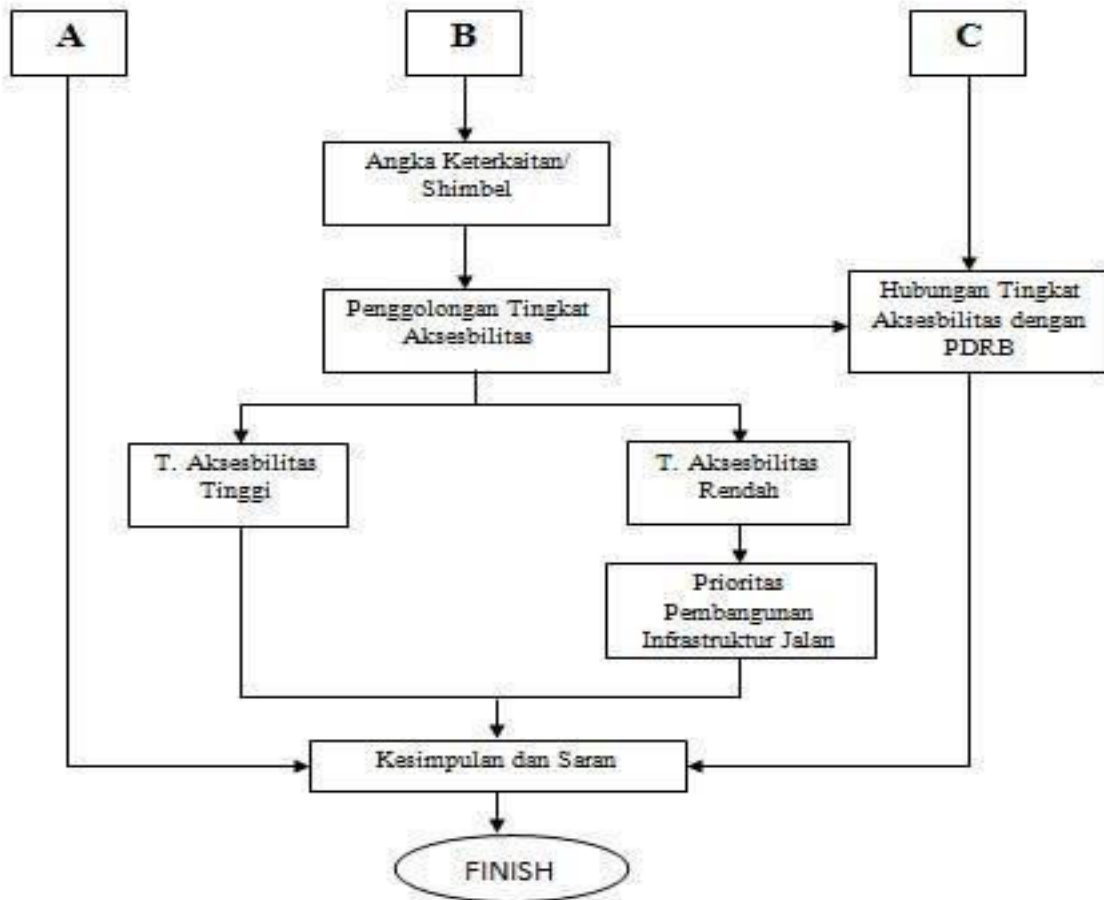 A
B
C
Angka Keterkaitan/
Shimbel
Penggolongan Tingkat
Aksesbilitas
Hubungan Tingkat
Aksesbilitas dengan
PDRB
T. Aksesbilitas
Tinggi
T. Aksesbilitas
Rendah
Prioritas
Pembangunan
Infrastruktur Jalan
Kesimpulan dan Saran
FINISH